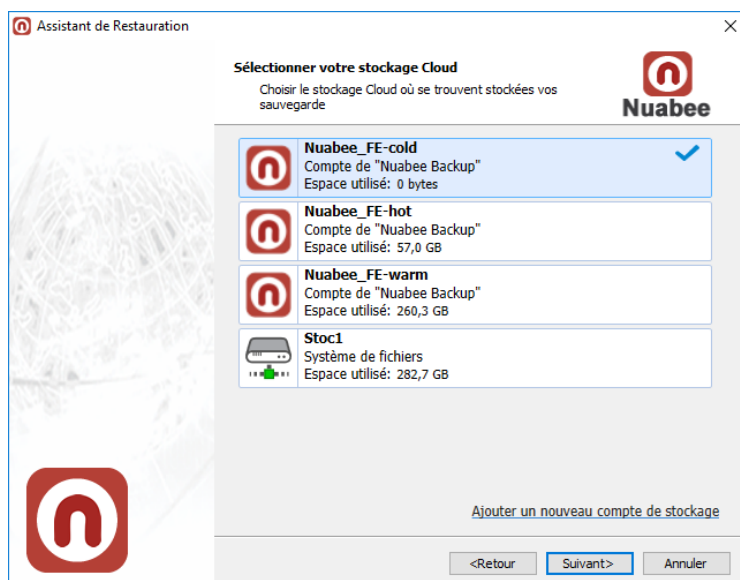 Assistant de Restauration
Sélectionner votre stockage Cloud
Choisir le stockage Cloud où se trouvent stockées vos
sauvegarde
Nuabee
Nuabee_FE-cold
Compte de "Nuabee Backup"
Espace utilisé: 0 bytes
Nuabee_FE-hot
Compte de "Nuabee Backup"
Espace utilisé: 57,0 GB
Nuabee_FE-warm
Compte de "Nuabee Backup"
Espace utilisé: 260,3 GB
Stoc1
Système de fichiers
Espace utilisé: 282,7 GB
Ajouter un nouveau compte de stockage
<Retour
Suivant>
Annuler